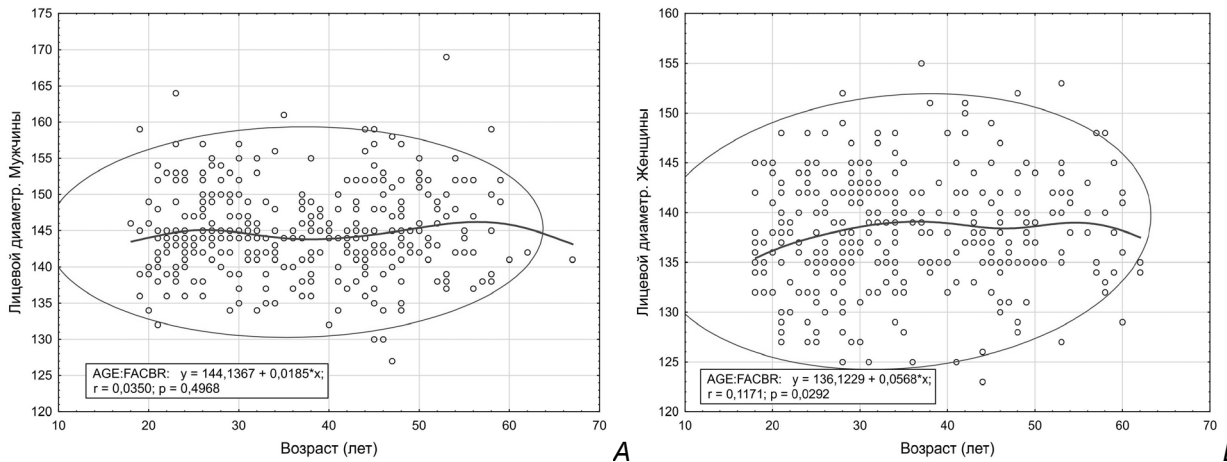 175
170
165
160
155
150
145
140
135
130
125
120
Лицевой диаметр. Мужчины
AGE:FACBR: y = 144,1367 + 0,0185*x;
r = 0,0350; p = 0,4968
10 20 30 40 50 60 70
Возраст (лет)
А
160
155
150
145
140
135
130
125
120
Лицевой диаметр. Женщины
AGE:FACBR: y = 136,1229 + 0,0568*x;
r = 0,1171; p = 0,0292
10 20 30 40 50 60 70
Возраст (лет)